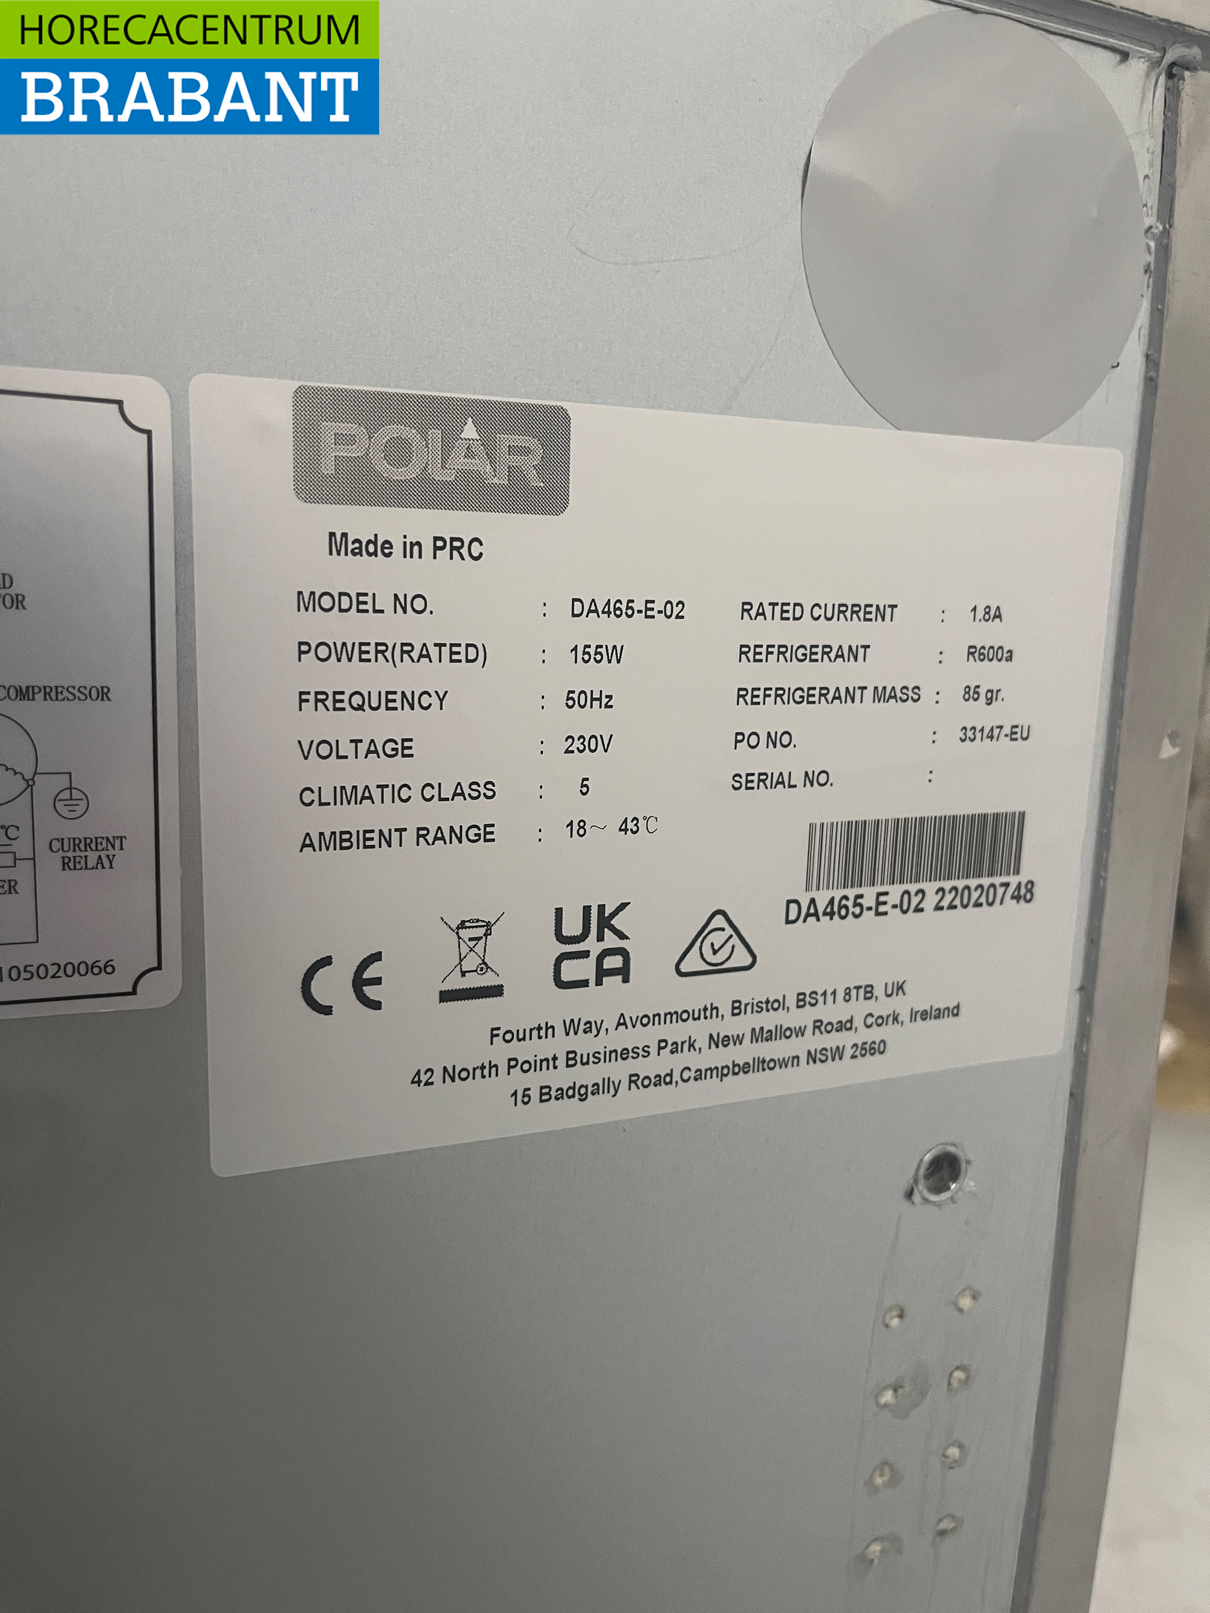 HORECACENTRUM
BRABANT
COMPRESSOR
CURRENT
RELAY
105020066
POLAR
Made in PRC
MODEL NO. : DA465-E-02
POWER(RATED) : 155W
FREQUENCY : 50Hz
VOLTAGE : 230V
CLIMATIC CLASS : 5
AMBIENT RANGE : 18~ 43℃
RATED CURRENT : 1.8A
REFRIGERANT : R600a
REFRIGERANT MASS : 85 gr.
PO NO. : 33147-EU
SERIAL NO. :
DA465-E-02 22020748
CE
UK
CA
Fourth Way, Avonmouth, Bristol, BS11 8TB, UK
42 North Point Business Park, New Mallow Road, Cork, Ireland
15 Badgally Road,Campbelltown NSW 2560